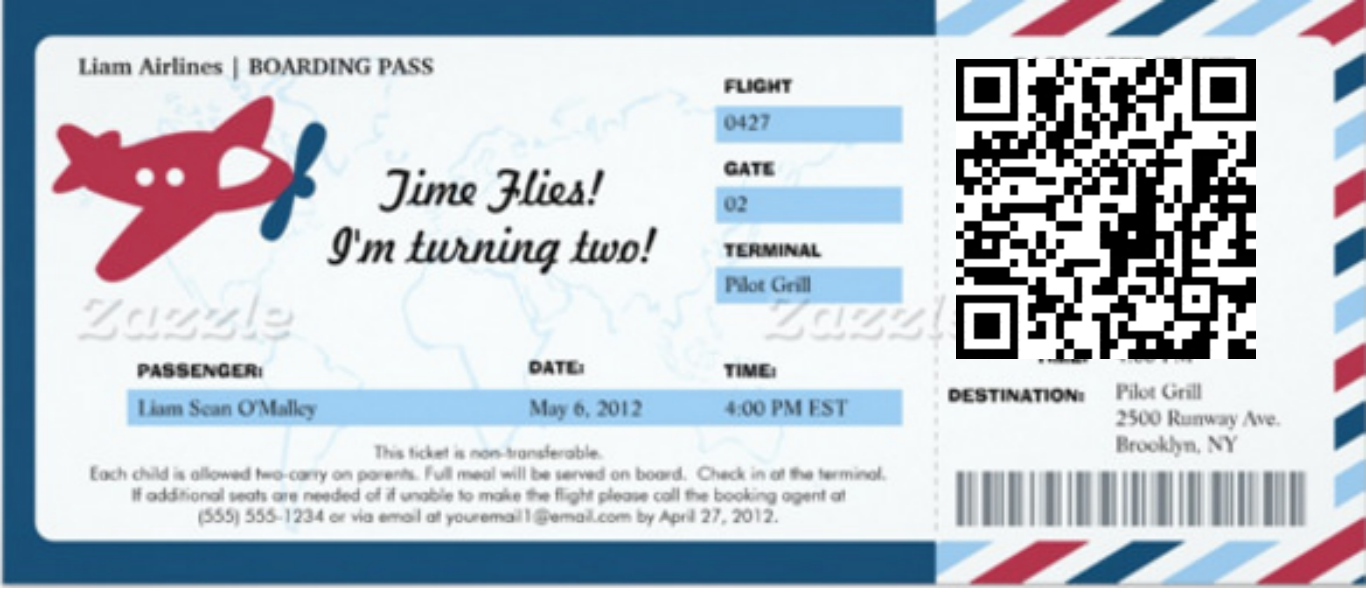 Liam Airlines | BOARDING PASS
FLIGHT
0427
Time Flies!
I'm turning two!
GATE
02
TERMINAL
Pilot Grill
Zazzle
Zazzle
PASSENGER:
DATE:
TIME:
Liam Sean O'Malley
May 6, 2012
4:00 PM EST
This ticket is non-transferable.
Each child is allowed two-carry on parents. Full meal will be served on board. Check in at the terminal.
If additional seats are needed of if unable to make the flight please call the booking agent at
(555) 555-1234 or via email at youremail1@email.com by April 27, 2012.
DESTINATION:
Pilot Grill
2500 Runway Ave.
Brooklyn, NY